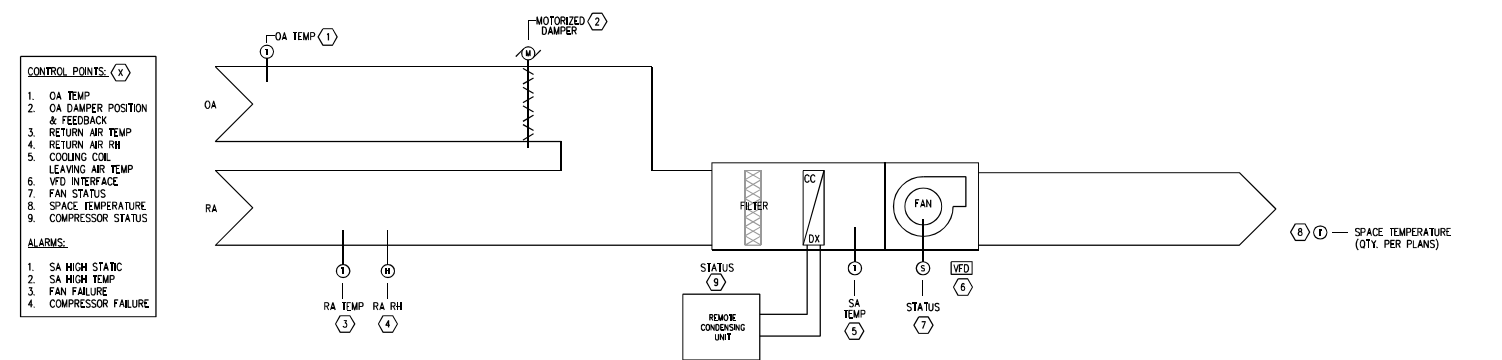 MOTORIZED 2
DAMPER
OA TEMP 1
M
CONTROL POINTS: X
1. OA TEMP
2. OA DAMPER POSITION
& FEEDBACK
3. RETURN AIR TEMP
4. RETURN AIR RH
5. COOLING COIL
LEAVING AIR TEMP
6. VFD INTERFACE
7. FAN STATUS
8. SPACE TEMPERATURE
9. COMPRESSOR STATUS
ALARMS:
1. SA HIGH STATIC
2. SA HIGH TEMP
3. FAN FAILURE
4. COMPRESSOR FAILURE
OA
RA
CC
FILTER
DX
FAN
8 SPACE TEMPERATURE
(QTY. PER PLANS)
H
RA TEMP
3
RA RH
4
STATUS
9
REMOTE
CONDENSING
UNIT
SA
TEMP
5
S
STATUS
7
VFD
6